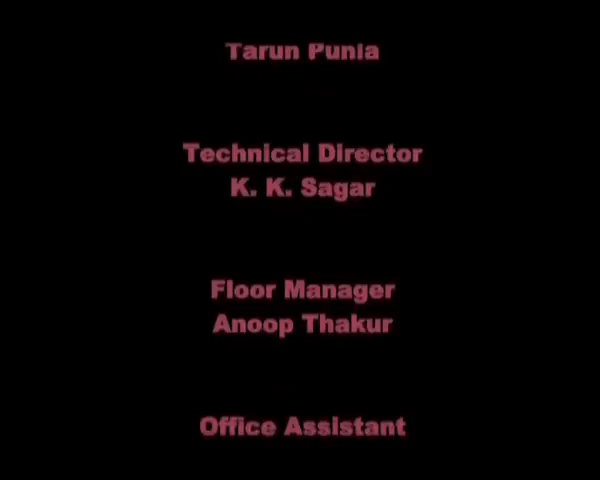 Tarun Punia
Technical Director
K. K. Sagar
Floor Manager
Anoop Thakur
Office Assistant